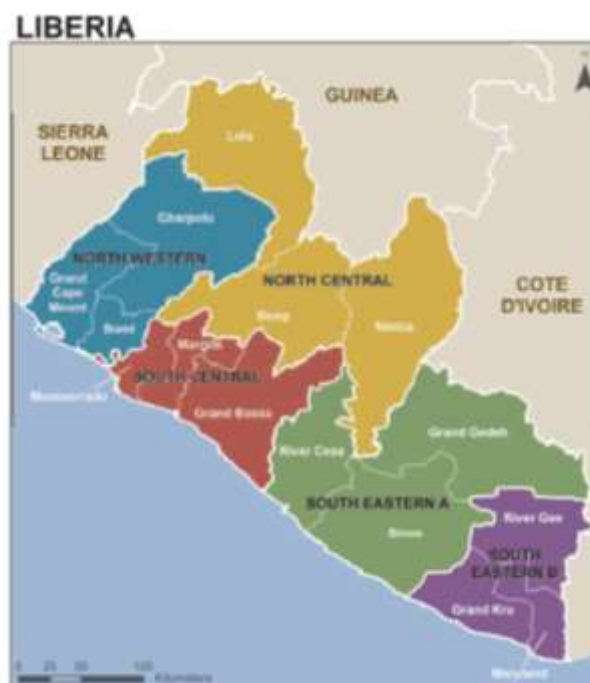 LIBERIA
GUINEA
SIERRA
LEONE
Lofa
Gbarpolu
NORTH WESTERN
Grand
Cape
Mount
Bomi
NORTH CENTRAL
Bong
Nimba
COTE
D'IVOIRE
Margibi
SOUTH CENTRAL
Montserrado
Grand Bassa
River Cess
Grand Gedeh
SOUTH EASTERN A
Sinoe
River Gee
SOUTH
EASTERN B
Grand Kru
Maryland
Kilometers